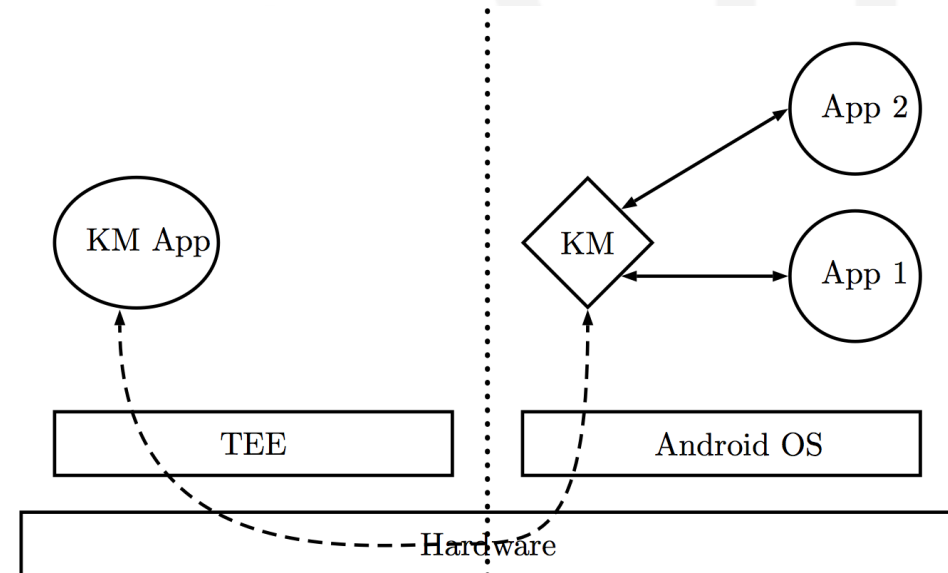 App 2
KM App
KM
App 1
TEE
Android OS
Hardware